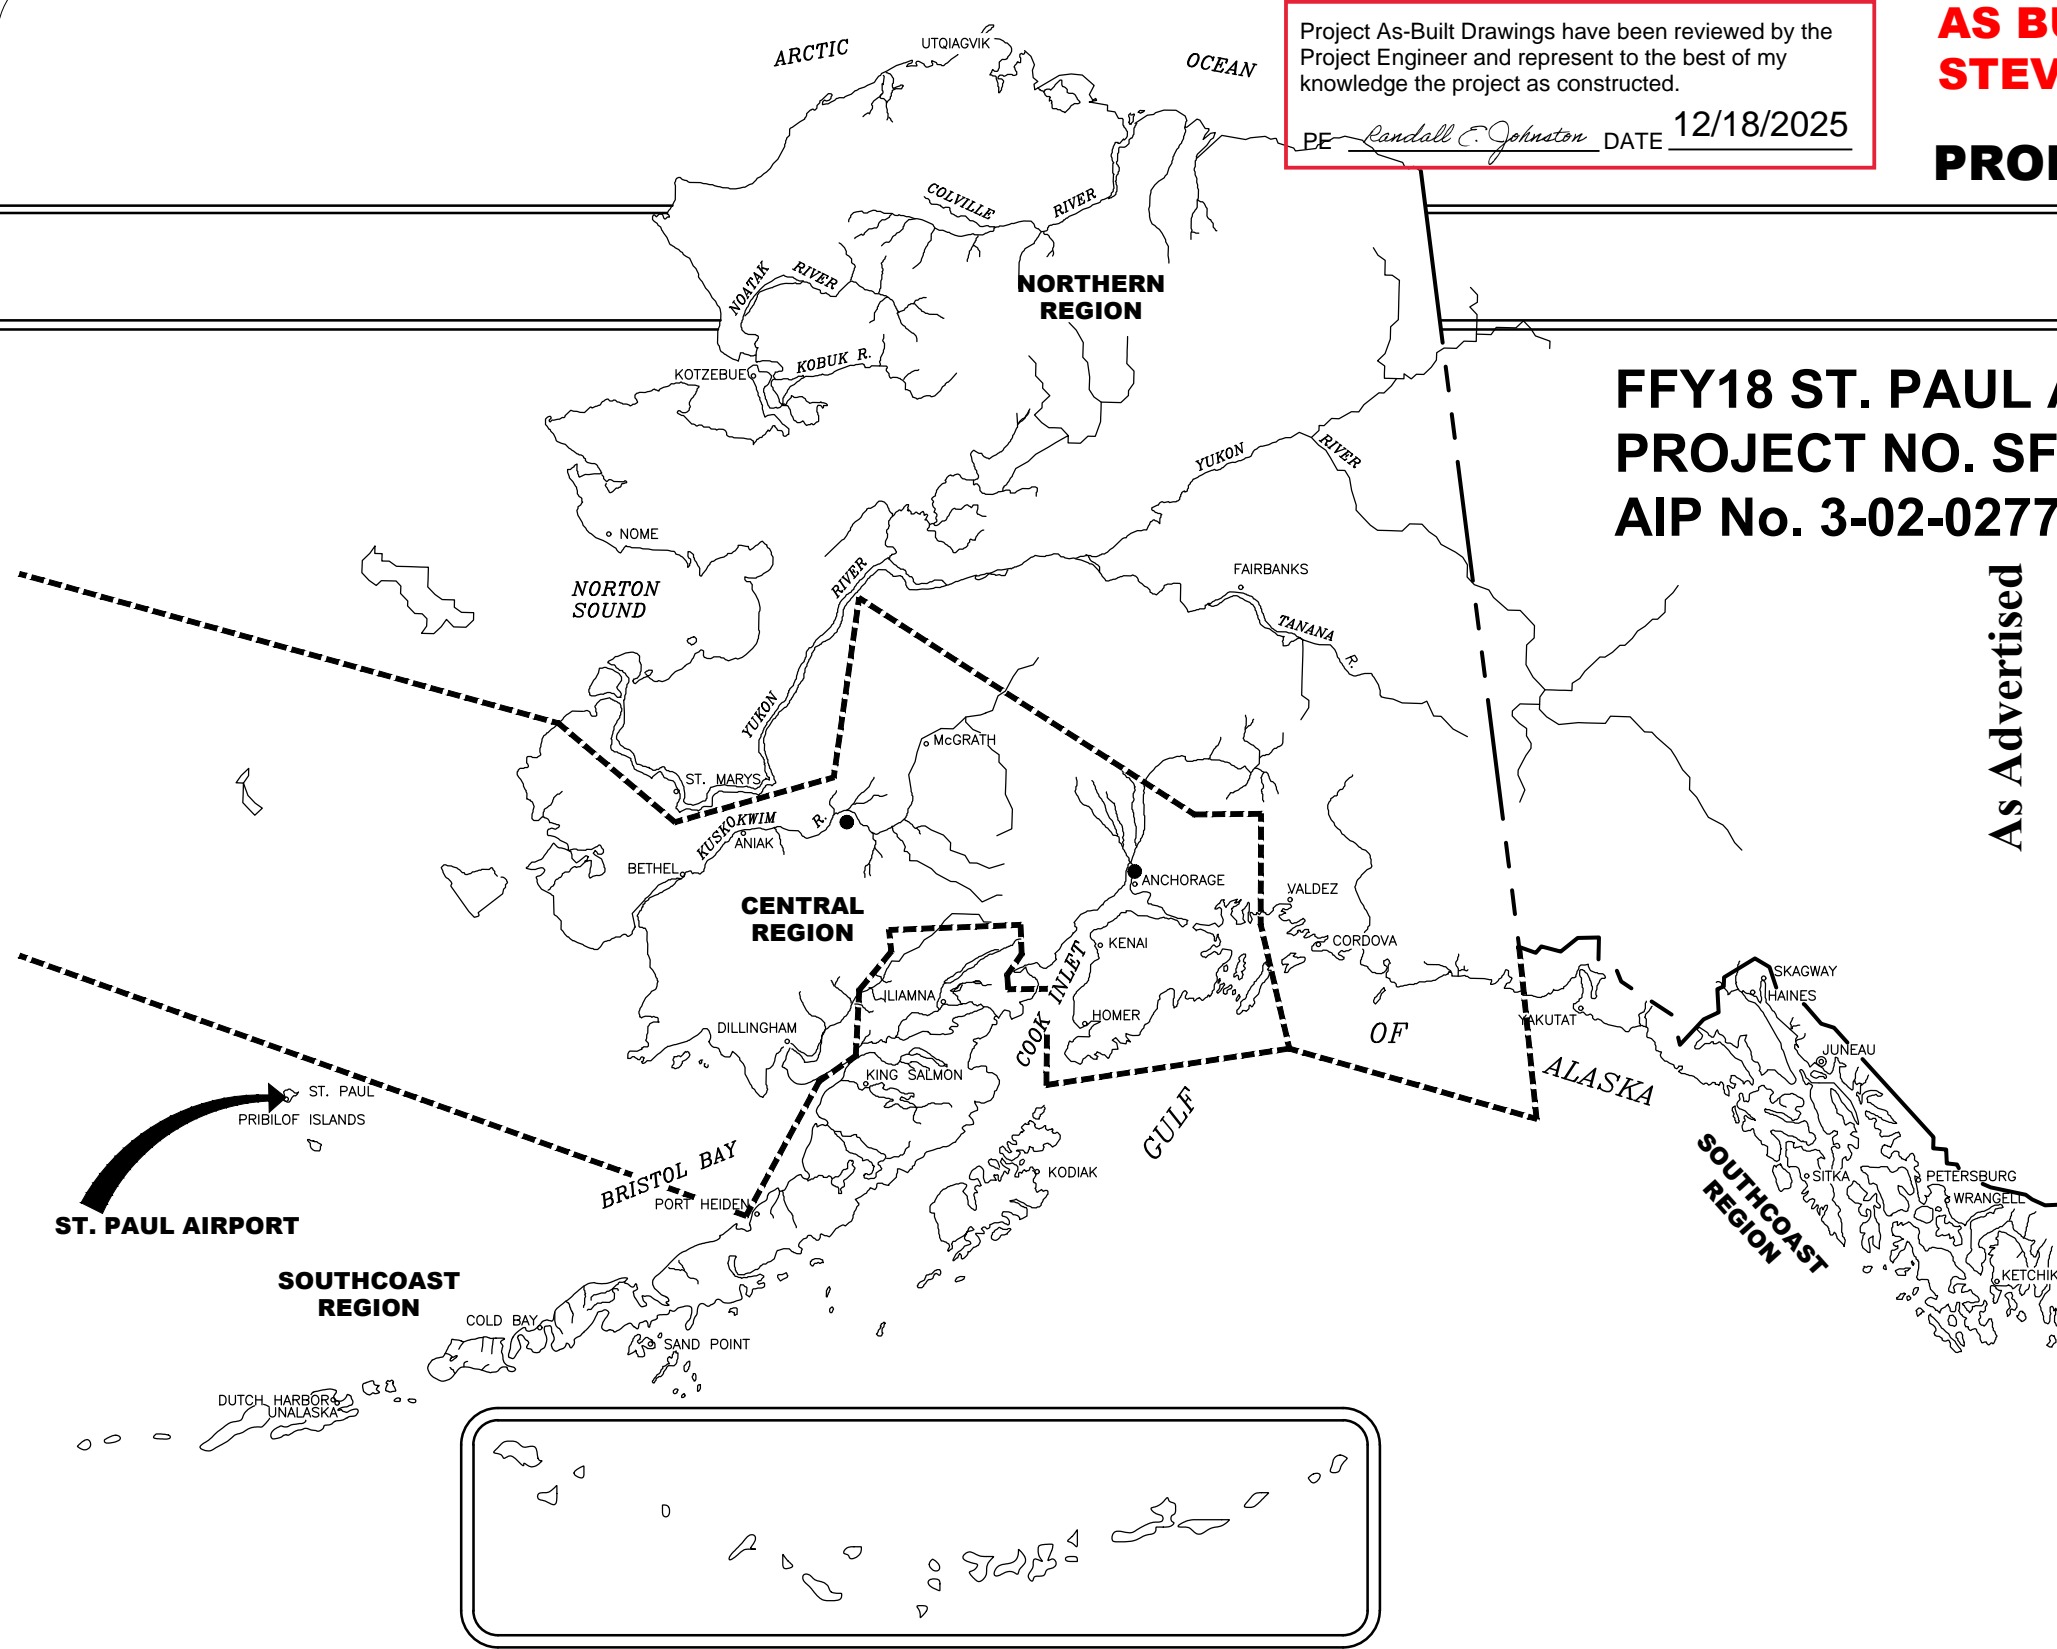 Project As-Built Drawings have been reviewed by the
Project Engineer and represent to the best of my
knowledge the project as constructed.
PE Randall E. Johnston DATE 12/18/2025
AS BU
STEV
FFY18 ST. PAUL
PROJECT NO. SF
AIP No. 3-02-0277
As Advertised
ARCTIC
OCEAN
UTQIAGVIK
COLVILLE
RIVER
NOATAK
RIVER
NORTHERN
REGION
KOBUK R.
KOTZEBUE
YUKON
RIVER
NOME
NORTON
SOUND
RIVER
FAIRBANKS
TANANA
R.
YUKON
McGRATH
ST. MARYS
KUSKOKWIM
R.
ANIAK
BETHEL
ANCHORAGE
VALDEZ
CENTRAL
REGION
KENAI
CORDOVA
COOK INLET
ILIAMNA
HOMER
DILLINGHAM
KING SALMON
GULF
OF
ALASKA
YAKUTAT
SKAGWAY
HAINES
JUNEAU
SITKA
PETERSBURG
WRANGELL
KETCHIK
SOUTHCOAST
REGION
ST. PAUL
PRIBILOF ISLANDS
BRISTOL BAY
PORT HEIDEN
KODIAK
ST. PAUL AIRPORT
SOUTHCOAST
REGION
COLD BAY
SAND POINT
DUTCH HARBOR
UNALASKA